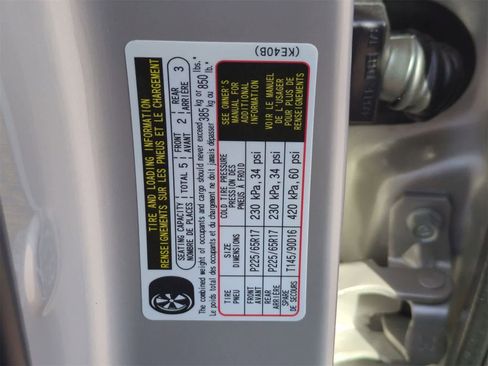 TIRE AND LOADING INFORMATION
RENSEIGNEMENTS SUR LES PNEUS ET LE CHARGEMENT
SEATING CAPACITY TOTAL 5 FRONT 2 REAR 3
NOMBRE DE PLACES AVANT ARRIÈRE
The combined weight of occupants and cargo should never exceed 385 kg or 850 lbs.
Le poids total des occupants et du chargement ne doit jamais dépasser 385 kg ou 850 lb.
TIRE SIZE COLD TIRE PRESSURE
PNEU DIMENSIONS PRESSION DES PNEUS À FROID
FRONT AVANT P225/65R17 230 kPa, 34 psi
REAR ARRIÈRE P225/65R17 230 kPa, 34 psi
SPARE DE SECOURS T145/90D16 420 kPa, 60 psi
SEE OWNER'S
MANUAL FOR
ADDITIONAL
INFORMATION
VOIR LE MANUEL
DE L'USAGER
POUR PLUS DE
RENSEIGNEMENTS
(KE40B)